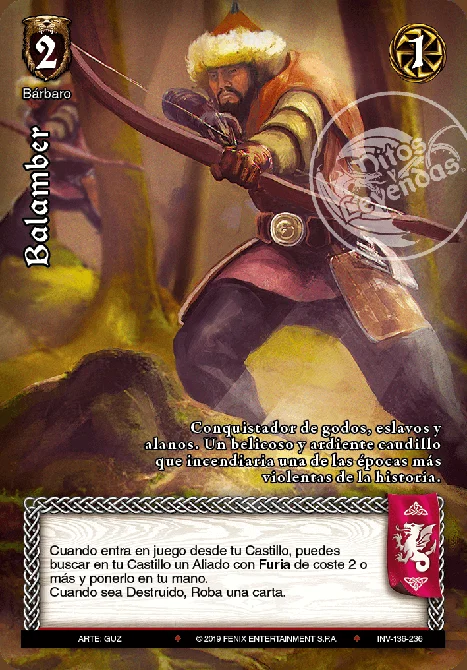 2
1
Bárbaro
Mitos
y
Leyendas
Balamber
Conquistador de godos, eslavos y
alanos. Un belicoso y ardiente caudillo
que incendiaria una de las épocas más
violentas de la historia.
Cuando entra en juego desde tu Castillo, puedes
buscar en tu Castillo un Aliado con Furia de coste 2 o
más y ponerlo en tu mano.
Cuando sea Destruido, Roba una carta.
ARTE: GUZ
© 2019 FENIX ENTERTAINMENT S.P.A
INV-136-236